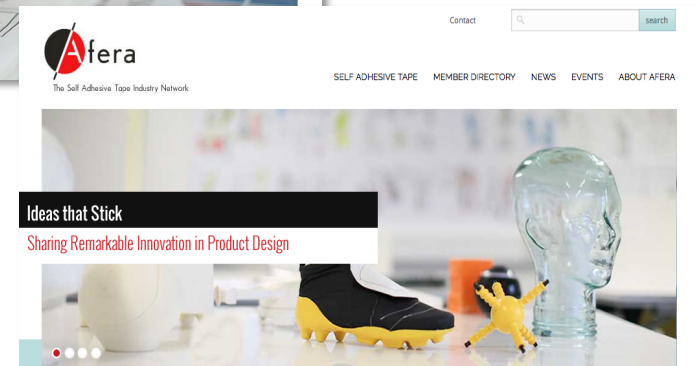 Contact
search
Afera
The Self Adhesive Tape Industry Network
SELF ADHESIVE TAPE MEMBER DIRECTORY NEWS EVENTS ABOUT AFERA
Ideas that Stick
Sharing Remarkable Innovation in Product Design